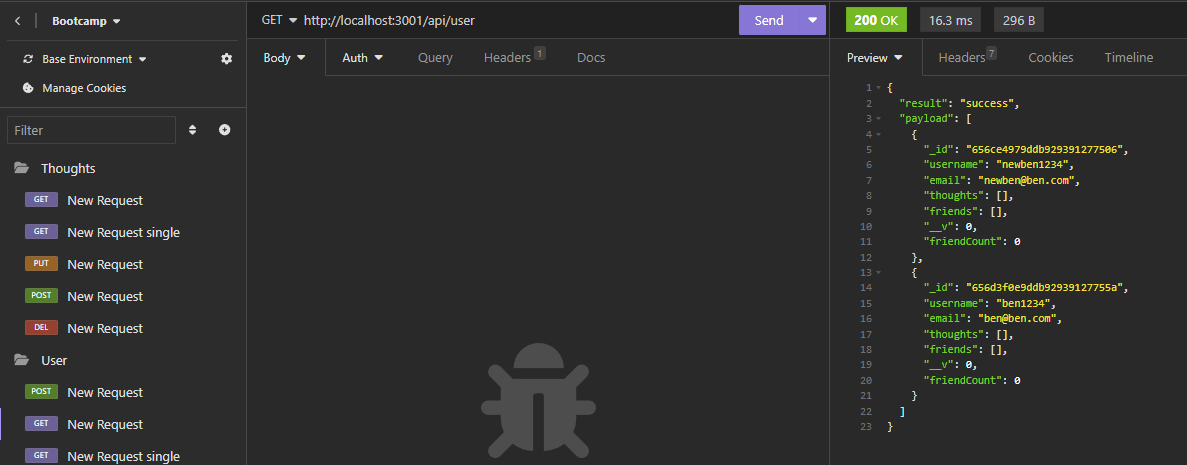 Bootcamp
Base Environment
Manage Cookies
Filter
Thoughts
GET New Request
GET New Request single
PUT New Request
POST New Request
DEL New Request
User
POST New Request
GET New Request
GET New Request single
GET http://localhost:3001/api/user Send
Body Auth Query Headers 1 Docs
200 OK 16.3 ms 296 B
Preview Headers 7 Cookies Timeline
1 {
2 "result": "success",
3 "payload": [
4 {
5 "_id": "656ce4979ddb929391277506",
6 "username": "newben1234",
7 "email": "newben@ben.com",
8 "thoughts": [],
9 "friends": [],
10 "__v": 0,
11 "friendCount": 0
12 },
13 {
14 "_id": "656d3f0e9ddb92939127755a",
15 "username": "ben1234",
16 "email": "ben@ben.com",
17 "thoughts": [],
18 "friends": [],
19 "__v": 0,
20 "friendCount": 0
21 }
22 ]
23 }